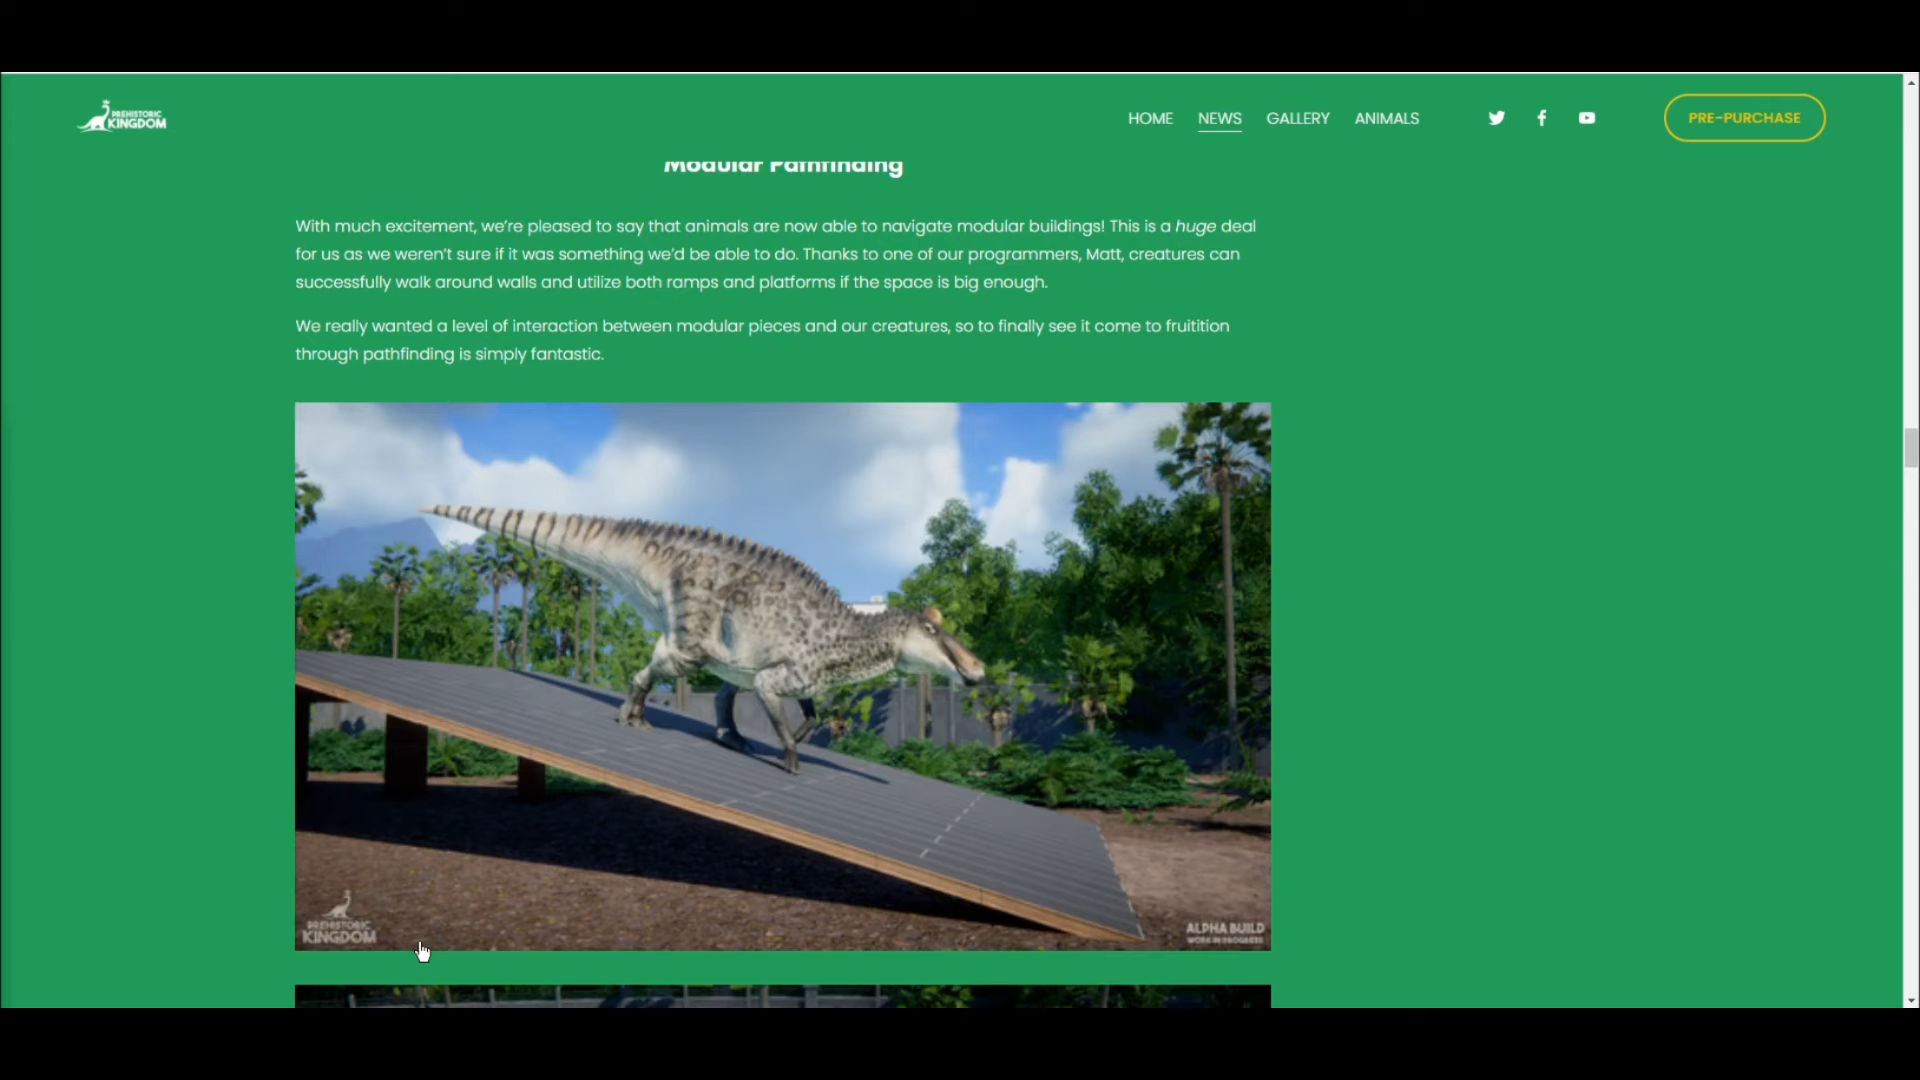 PREHISTORIC
KINGDOM
HOME NEWS GALLERY ANIMALS
PRE-PURCHASE
Modular Pathfinding
With much excitement, we're pleased to say that animals are now able to navigate modular buildings! This is a huge deal
for us as we weren't sure if it was something we'd be able to do. Thanks to one of our programmers, Matt, creatures can
successfully walk around walls and utilize both ramps and platforms if the space is big enough.
We really wanted a level of interaction between modular pieces and our creatures, so to finally see it come to fruitition
through pathfinding is simply fantastic.
PREHISTORIC
KINGDOM
ALPHA BUILD
WORK IN PROGRESS